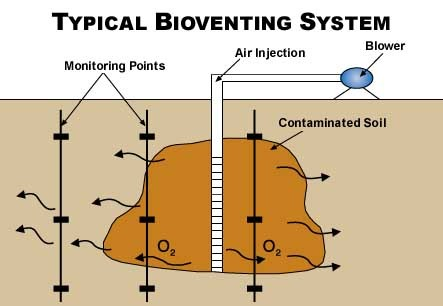 TYPICAL BIOVENTING SYSTEM
Blower
Air Injection
Monitoring Points
Contaminated Soil
O₂
O₂